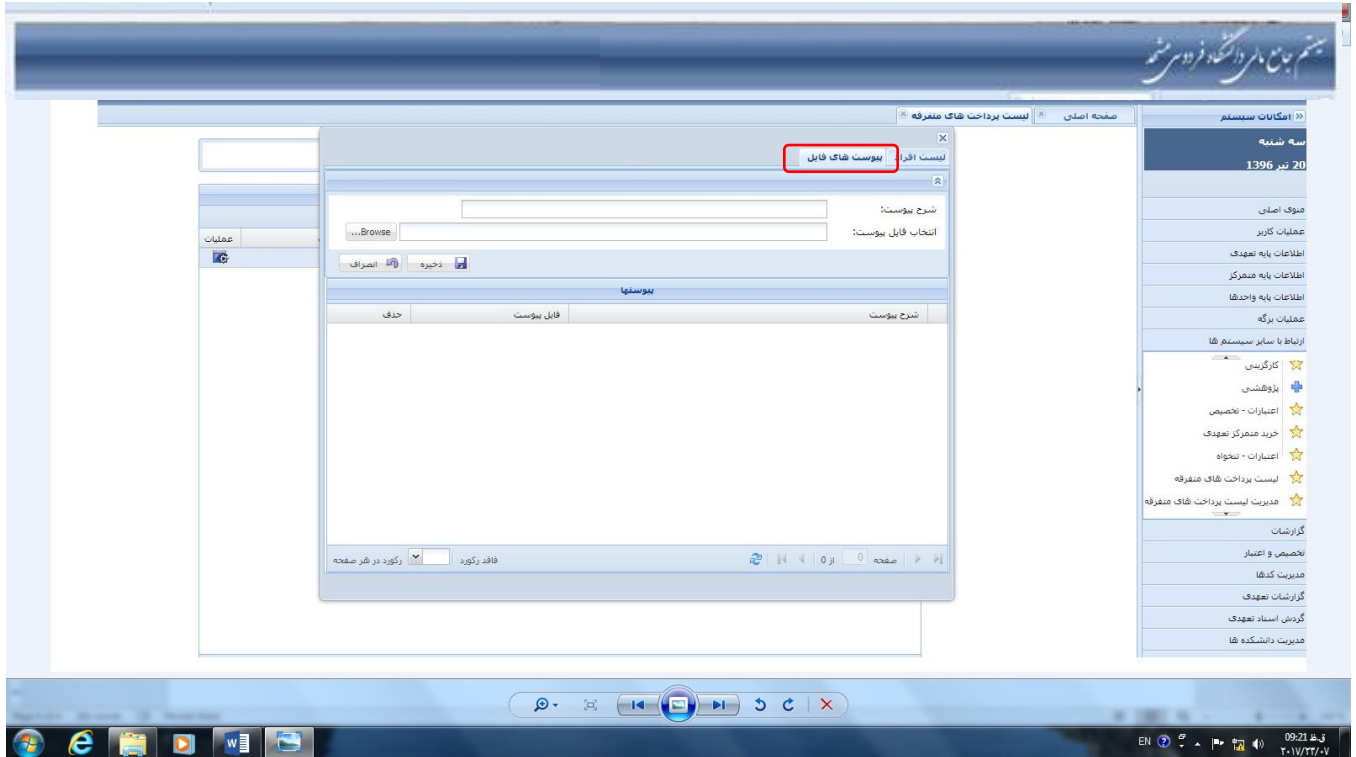 سیستم جامع مالی دانشگاه فردوسی مشهد
امکانات سیستم
صفحه اصلی
لیست پرداخت های متفرقه
سه شنبه
20 تیر 1396
منوی اصلی
عملیات کاربر
اطلاعات پایه تعهدی
اطلاعات پایه متمرکز
اطلاعات پایه واحدها
عملیات برگه
ارتباط با سایر سیستم ها
کارگزینی
پژوهشی
اعتبارات - تخصیص
خرید متمرکز تعهدی
اعتبارات - تنخواه
لیست پرداخت های متفرقه
مدیریت لیست پرداخت های متفرقه
گزارشات
تخصیص و اعتبار
مدیریت کدها
گزارشات تعهدی
گردش اسناد تعهدی
مدیریت دانشکده ها
لیست افراد پیوست های فایل
شرح پیوست:
انتخاب فایل پیوست: Browse...
ذخیره انصراف
پیوستها
شرح پیوست فایل پیوست حذف
صفحه 0 از 0 فاقد رکورد رکورد در هر صفحه
عملیات
EN
09:21 ق.ظ
۲۰۱۷/۲۳/۰۷